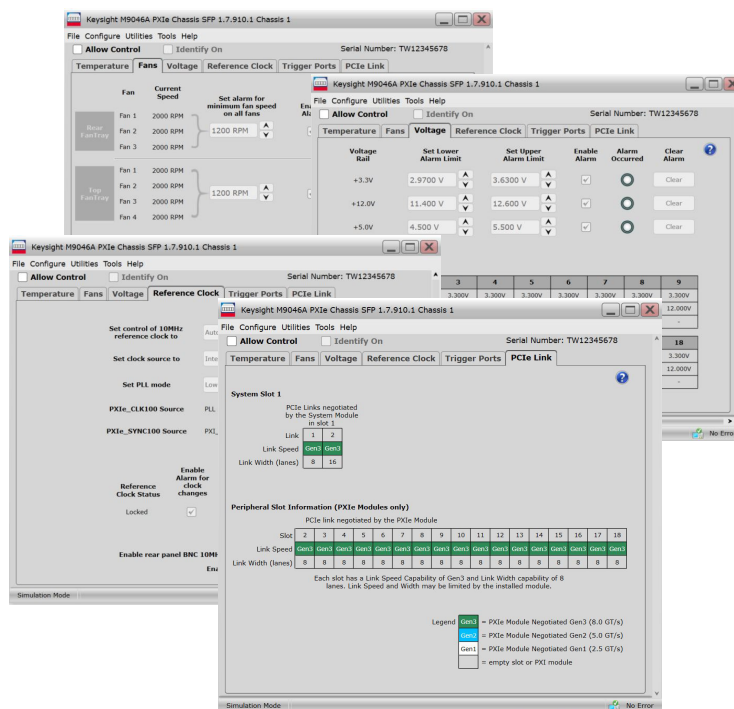 Keysight M9046A PXIe Chassis SFP 1.7.910.1 Chassis 1
File Configure Utilities Tools Help
Allow Control Identify On Serial Number: TW12345678
Temperature Fans Voltage Reference Clock Trigger Ports PCIe Link
Fan Current Speed Set alarm for minimum fan speed on all fans
Rear FanTray
Fan 1 2000 RPM
Fan 2 2000 RPM 1200 RPM
Fan 3 2000 RPM
Top FanTray
Fan 1 2000 RPM
Fan 2 2000 RPM 1200 RPM
Fan 3 2000 RPM
Fan 4 2000 RPM
Keysight M9046A PXIe Chassis SFP 1.7.910.1 Chassis 1
File Configure Utilities Tools Help
Allow Control Identify On Serial Number: TW12345678
Temperature Fans Voltage Reference Clock Trigger Ports PCIe Link
Voltage Rail Set Lower Alarm Limit Set Upper Alarm Limit Enable Alarm Alarm Occurred Clear Alarm ?
+3.3V 2.9700 V 3.6300 V Clear
+12.0V 11.400 V 12.600 V Clear
+5.0V 4.500 V 5.500 V Clear
3 4 5 6 7 8 9
3.300V 3.300V 3.300V 3.300V 3.300V 3.300V 3.300V
12.000V
-
18
3.300V
12.000V
-
No Erro
Keysight M9046A PXIe Chassis SFP 1.7.910.1 Chassis 1
File Configure Utilities Tools Help
Allow Control Identify On Serial Number: TW12345678
Temperature Fans Voltage Reference Clock Trigger Ports PCIe Link
Set control of 10MHz reference clock to Auto
Set clock source to Inte
Set PLL mode Low
PXIe_CLK100 Source PLL
PXIe_SYNC100 Source PXI_
Reference Clock Status Enable Alarm for clock changes
Locked
Enable rear panel BNC 10MH
Ena
Simulation Mode
Keysight M9046A PXIe Chassis SFP 1.7.910.1 Chassis 1
File Configure Utilities Tools Help
Allow Control Identify On Serial Number: TW12345678
Temperature Fans Voltage Reference Clock Trigger Ports PCIe Link
?
System Slot 1
PCIe Links negotiated
by the System Module
in slot 1
Link 1 2
Link Speed Gen3 Gen3
Link Width (lanes) 8 16
Peripheral Slot Information (PXIe Modules only)
PCIe link negotiated by the PXIe Module
Slot 2 3 4 5 6 7 8 9 10 11 12 13 14 15 16 17 18
Link Speed Gen3 Gen3 Gen3 Gen3 Gen3 Gen3 Gen3 Gen3 Gen3 Gen3 Gen3 Gen3 Gen3 Gen3 Gen3 Gen3 Gen3
Link Width (lanes) 8 8 8 8 8 8 8 8 8 8 8 8 8 8 8 8 8
Each slot has a Link Speed Capability of Gen3 and Link Width capability of 8
lanes. Link Speed and Width may be limited by the installed module.
Legend Gen3 = PXIe Module Negotiated Gen3 (8.0 GT/s)
Gen2 = PXIe Module Negotiated Gen2 (5.0 GT/s)
Gen1 = PXIe Module Negotiated Gen1 (2.5 GT/s)
= empty slot or PXI module
Simulation Mode No Error